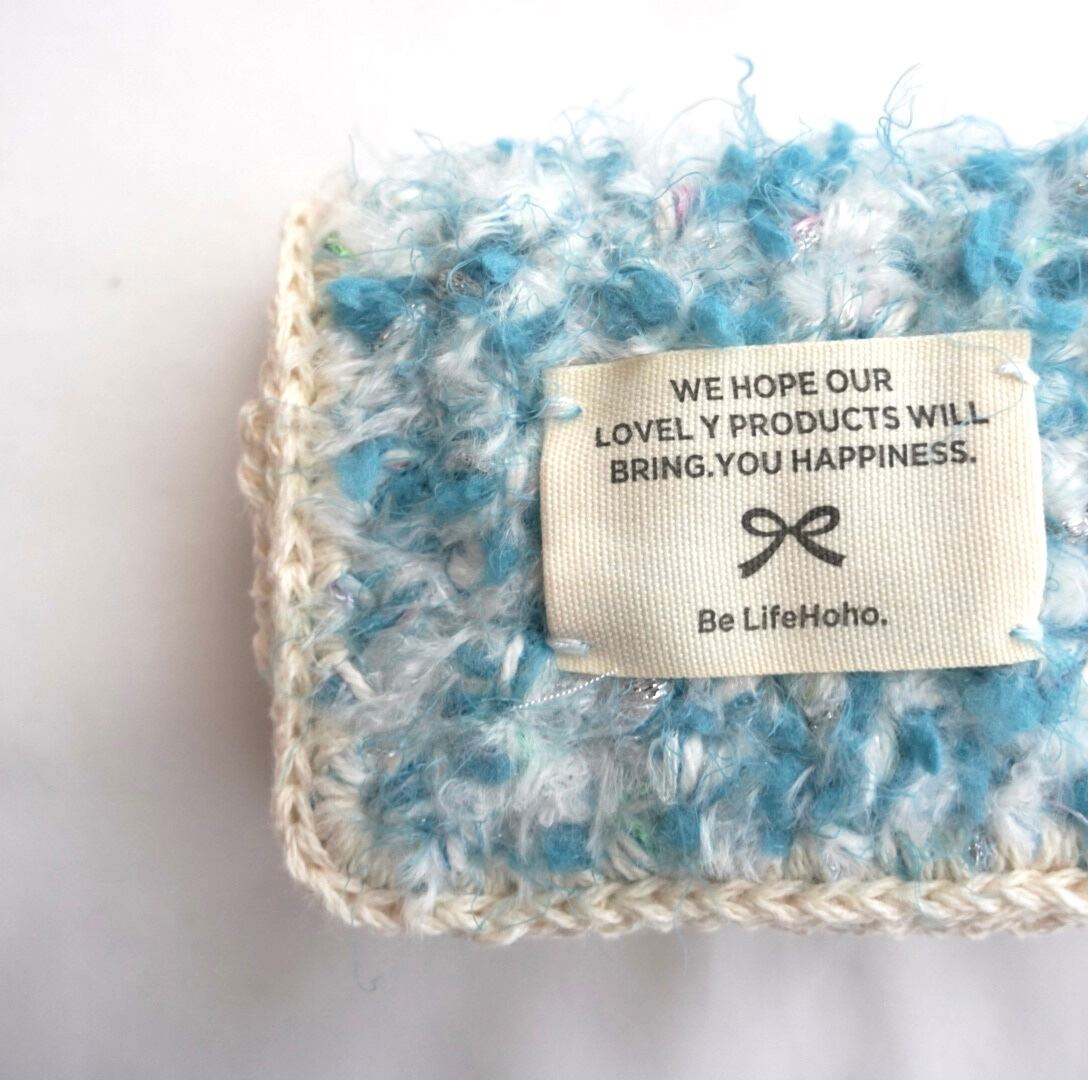 WE HOPE OUR
LOVEL Y PRODUCTS WILL
BRING.YOU HAPPINESS.
Be LifeHoho.